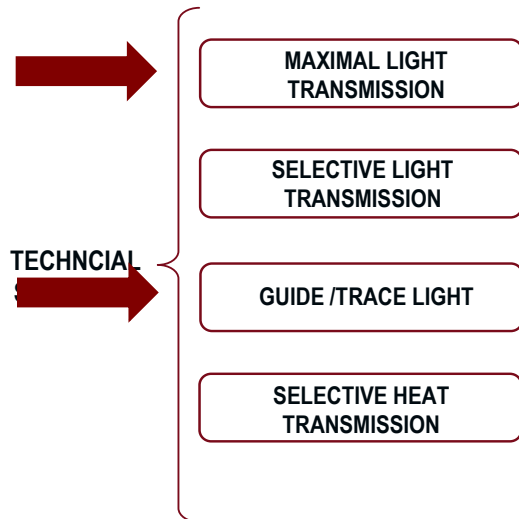 MAXIMAL LIGHT
TRANSMISSION
SELECTIVE LIGHT
TRANSMISSION
TECHNCIAL
GUIDE /TRACE LIGHT
SELECTIVE HEAT
TRANSMISSION